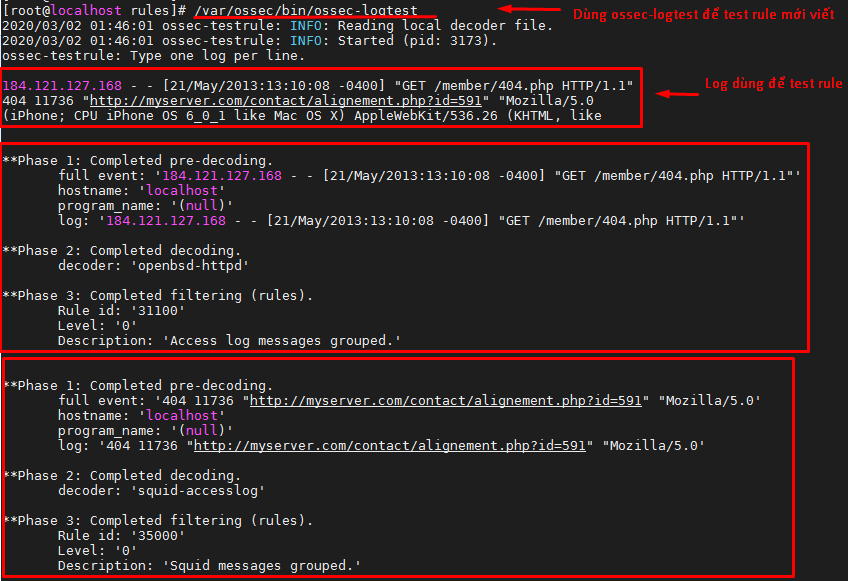 [root@localhost rules]# /var/ossec/bin/ossec-logtest
Dùng ossec-logtest để test rule mới viết
2020/03/02 01:46:01 ossec-testrule: INFO: Reading local decoder file.
2020/03/02 01:46:01 ossec-testrule: INFO: Started (pid: 3173).
ossec-testrule: Type one log per line.
184.121.127.168 - - [21/May/2013:13:10:08 -0400] "GET /member/404.php HTTP/1.1"
Log dùng để test rule
404 11736 "http://myserver.com/contact/alignement.php?id=591" "Mozilla/5.0
(iPhone; CPU iPhone OS 6_0_1 like Mac OS X) AppleWebKit/536.26 (KHTML, like
**Phase 1: Completed pre-decoding.
full event: '184.121.127.168 - - [21/May/2013:13:10:08 -0400] "GET /member/404.php HTTP/1.1"'
hostname: 'localhost'
program_name: '(null)'
log: '184.121.127.168 - - [21/May/2013:13:10:08 -0400] "GET /member/404.php HTTP/1.1"'
**Phase 2: Completed decoding.
decoder: 'openbsd-httpd'
**Phase 3: Completed filtering (rules).
Rule id: '31100'
Level: '0'
Description: 'Access log messages grouped.'
**Phase 1: Completed pre-decoding.
full event: '404 11736 "http://myserver.com/contact/alignement.php?id=591" "Mozilla/5.0'
hostname: 'localhost'
program_name: '(null)'
log: '404 11736 "http://myserver.com/contact/alignement.php?id=591" "Mozilla/5.0'
**Phase 2: Completed decoding.
decoder: 'squid-accesslog'
**Phase 3: Completed filtering (rules).
Rule id: '35000'
Level: '0'
Description: 'Squid messages grouped.'